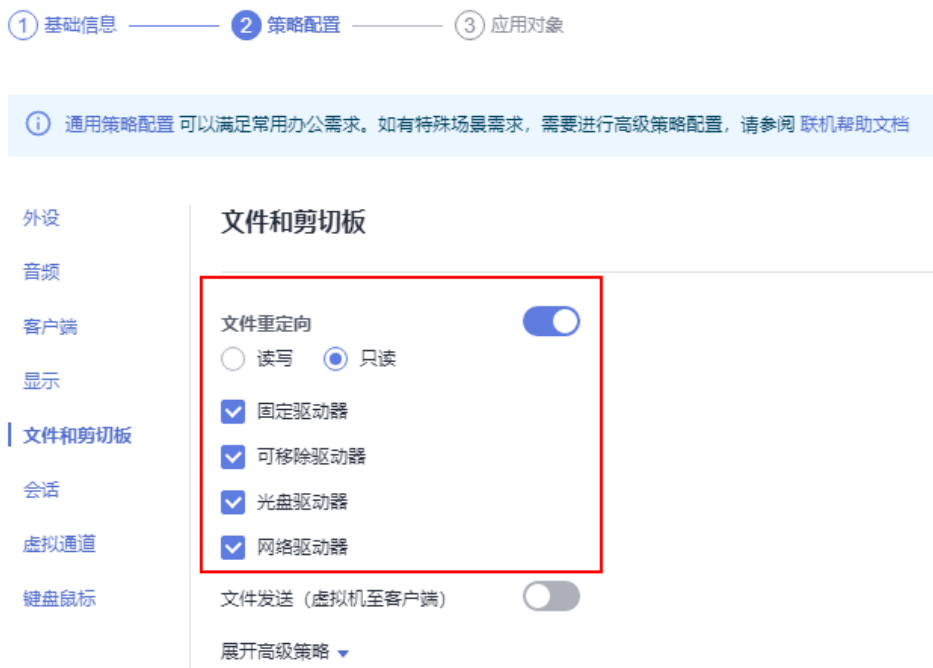 1 基础信息 2 策略配置 3 应用对象
通用策略配置 可以满足常用办公需求。如有特殊场景需求，需要进行高级策略配置，请参阅 联机帮助文档
外设
音频
客户端
显示
文件和剪切板
会话
虚拟通道
键盘鼠标
文件和剪切板
文件重定向
读写 只读
固定驱动器
可移除驱动器
光盘驱动器
网络驱动器
文件发送（虚拟机至客户端）
展开高级策略